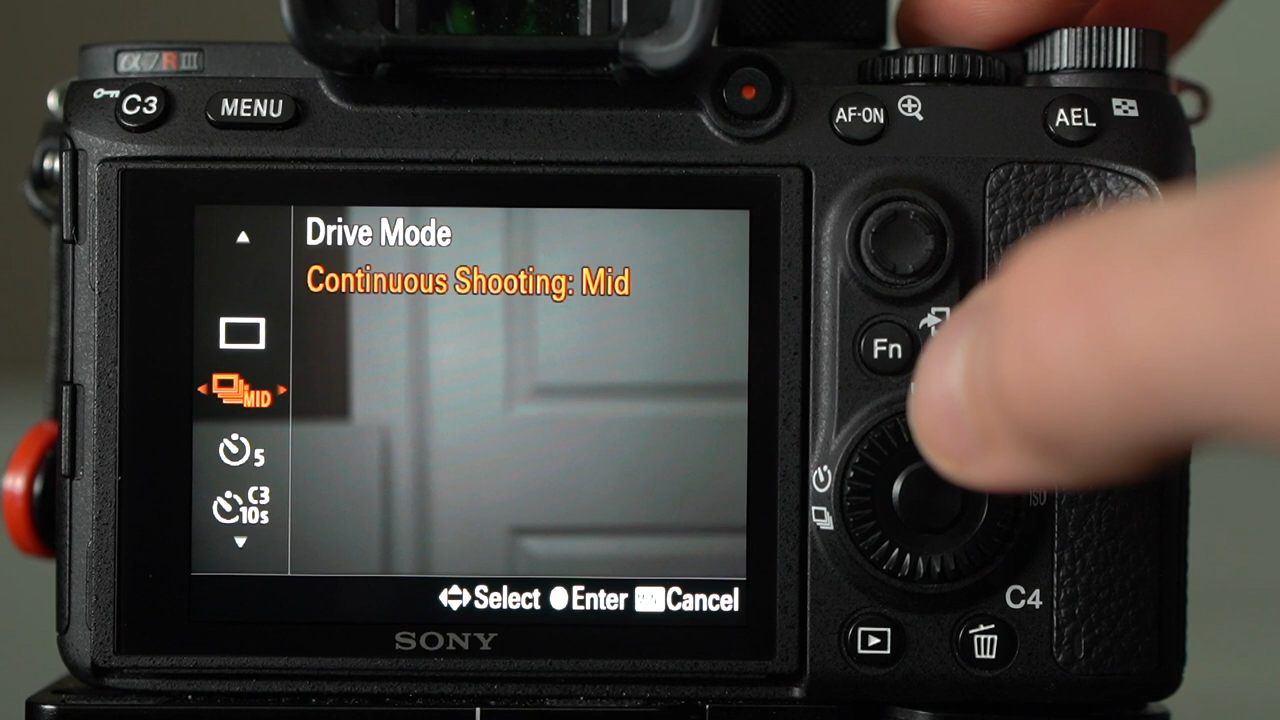 α7RIII
C3
MENU
AF-ON
AEL
Drive Mode
Continuous Shooting: Mid
MID
5
C3
10s
Select Enter MENU Cancel
SONY
Fn
ISO
C4